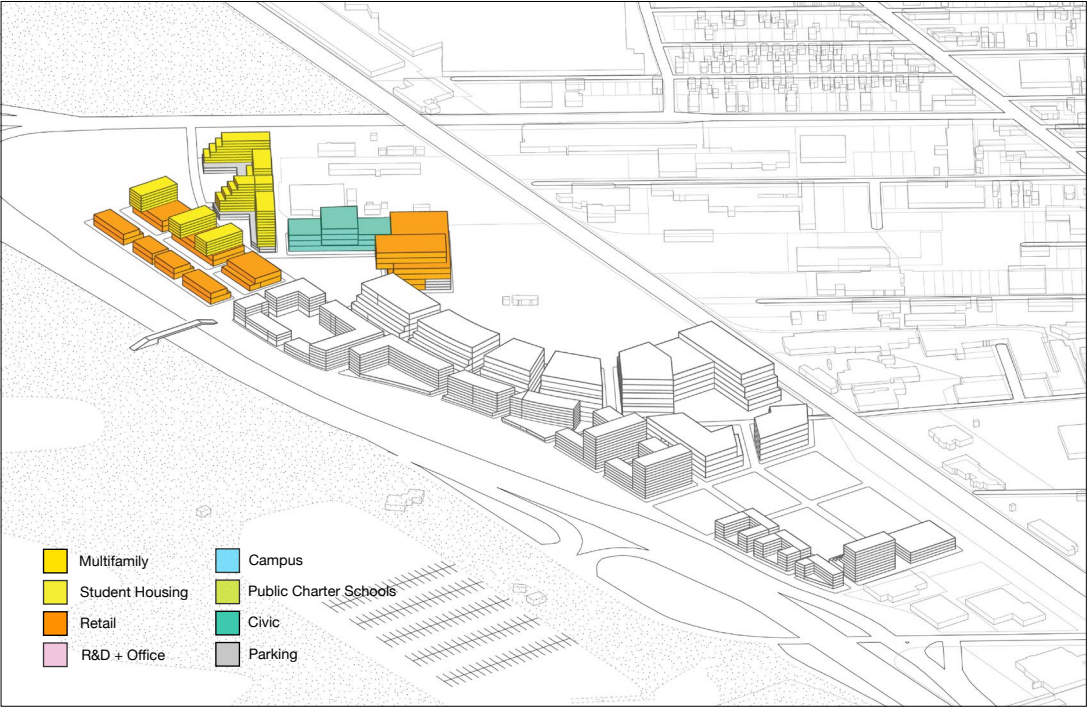 Multifamily
Student Housing
Retail
R&D + Office
Campus
Public Charter Schools
Civic
Parking